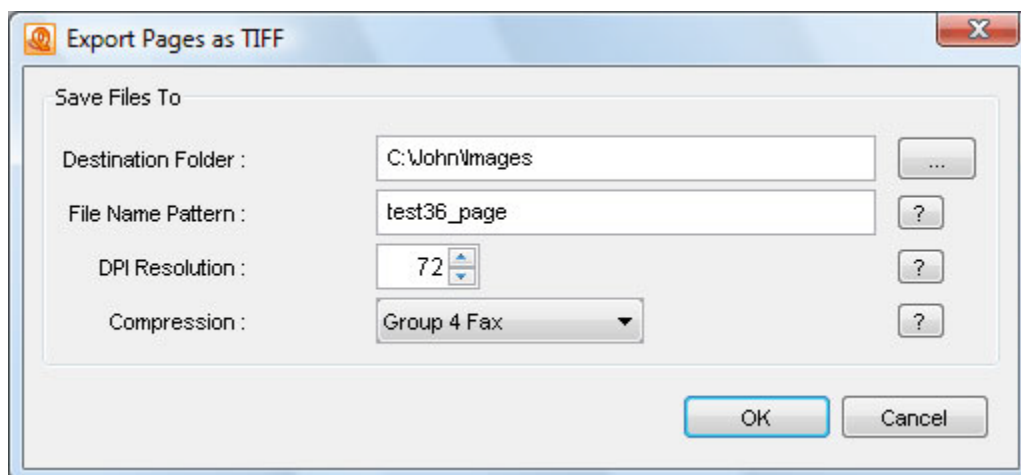 Export Pages as TIFF
Save Files To
Destination Folder : C:\John\Images ...
File Name Pattern : test36_page ?
DPI Resolution : 72 ?
Compression : Group 4 Fax ?
OK Cancel